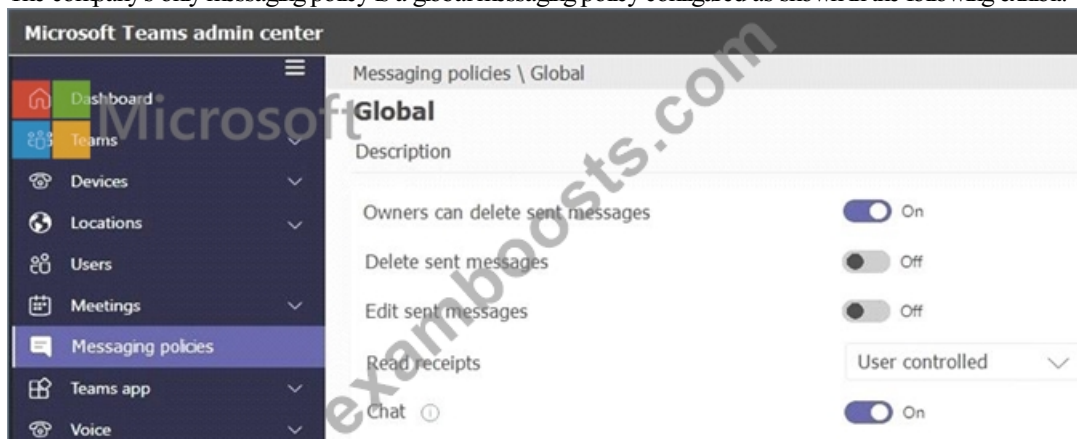 The company's only messaging policy is a global messaging policy configured as shown in the following exhibit.
Microsoft Teams admin center
Messaging policies \ Global
Dashboard
Microsoft
Global
Teams
Description
Devices
Owners can delete sent messages On
Locations
Delete sent messages Off
Users
Edit sent messages Off
Meetings
Read receipts User controlled
Messaging policies
Chat On
Teams app
Voice
examboosts.com